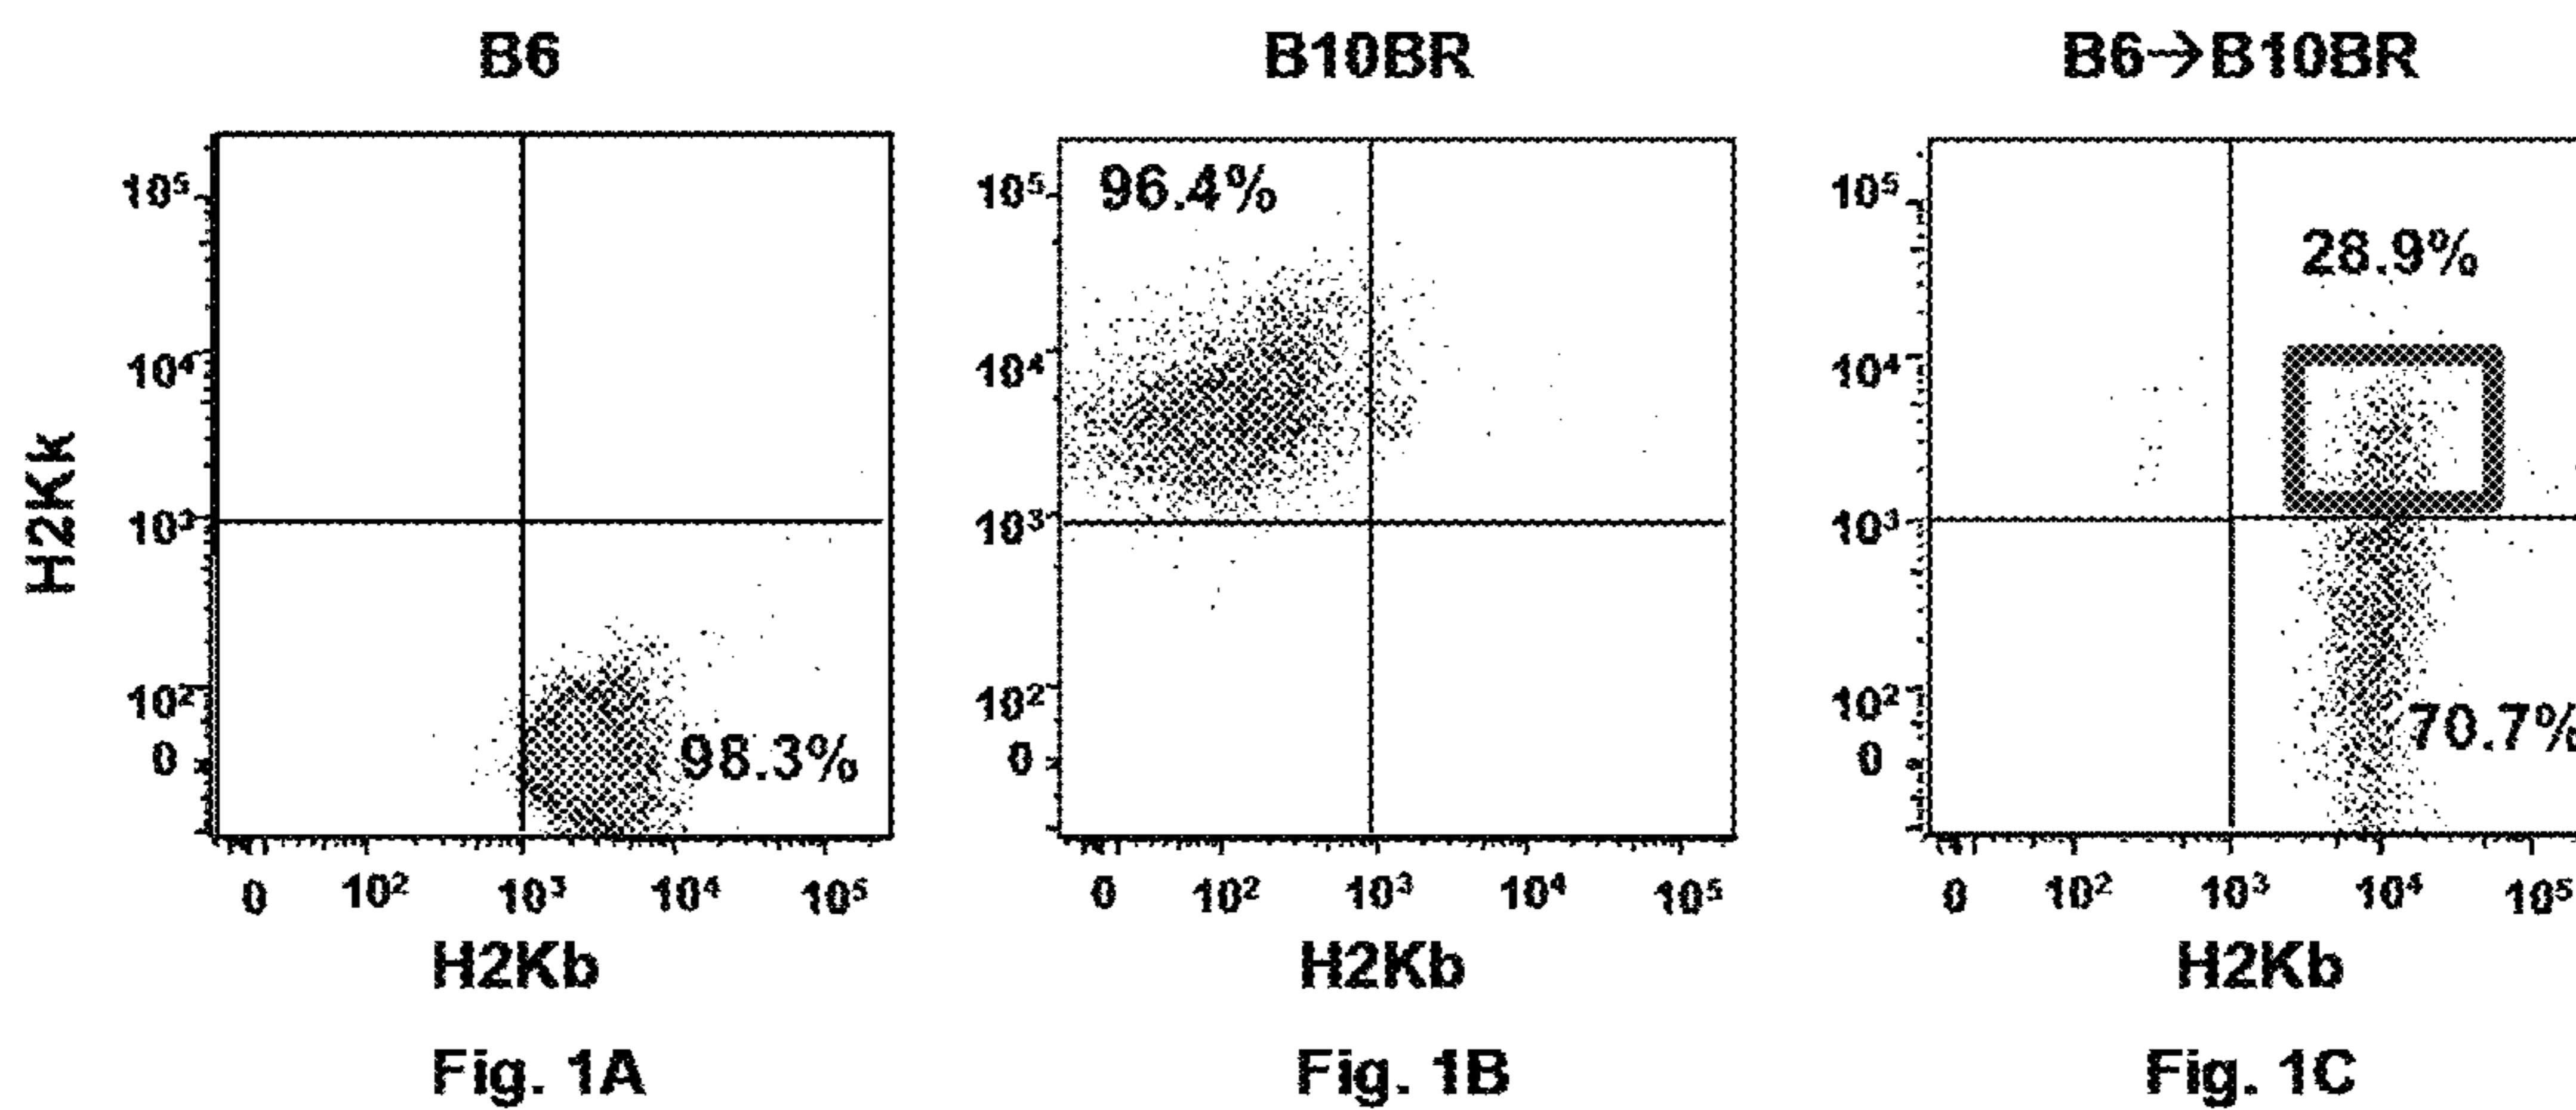 B6
B10BR
B6→B10BR
H2Kk
10⁵
10⁴
10³
10²
0
98.3%
0 10² 10³ 10⁴ 10⁵
H2Kb
Fig. 1A
10⁵
10⁴
10³
10²
0
96.4%
0 10² 10³ 10⁴ 10⁵
H2Kb
Fig. 1B
10⁵
10⁴
10³
10²
0
28.9%
70.7%
0 10² 10³ 10⁴ 10⁵
H2Kb
Fig. 1C